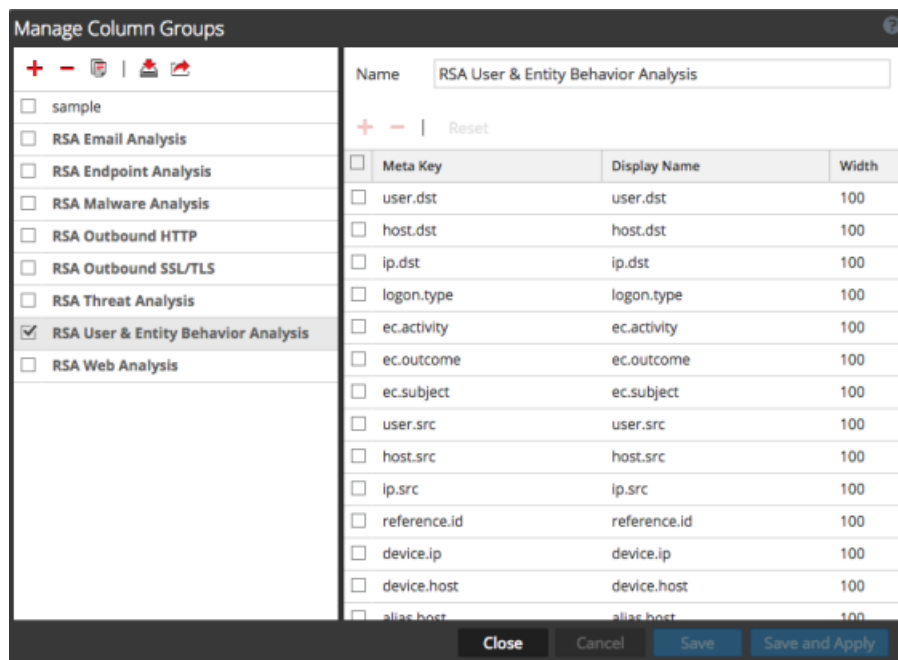 Manage Column Groups
sample
RSA Email Analysis
RSA Endpoint Analysis
RSA Malware Analysis
RSA Outbound HTTP
RSA Outbound SSL/TLS
RSA Threat Analysis
RSA User & Entity Behavior Analysis
RSA Web Analysis
Name RSA User & Entity Behavior Analysis
Reset
Meta Key Display Name Width
user.dst user.dst 100
host.dst host.dst 100
ip.dst ip.dst 100
logon.type logon.type 100
ec.activity ec.activity 100
ec.outcome ec.outcome 100
ec.subject ec.subject 100
user.src user.src 100
host.src host.src 100
ip.src ip.src 100
reference.id reference.id 100
device.ip device.ip 100
device.host device.host 100
alias.host alias.host 100
Close Cancel Save Save and Apply